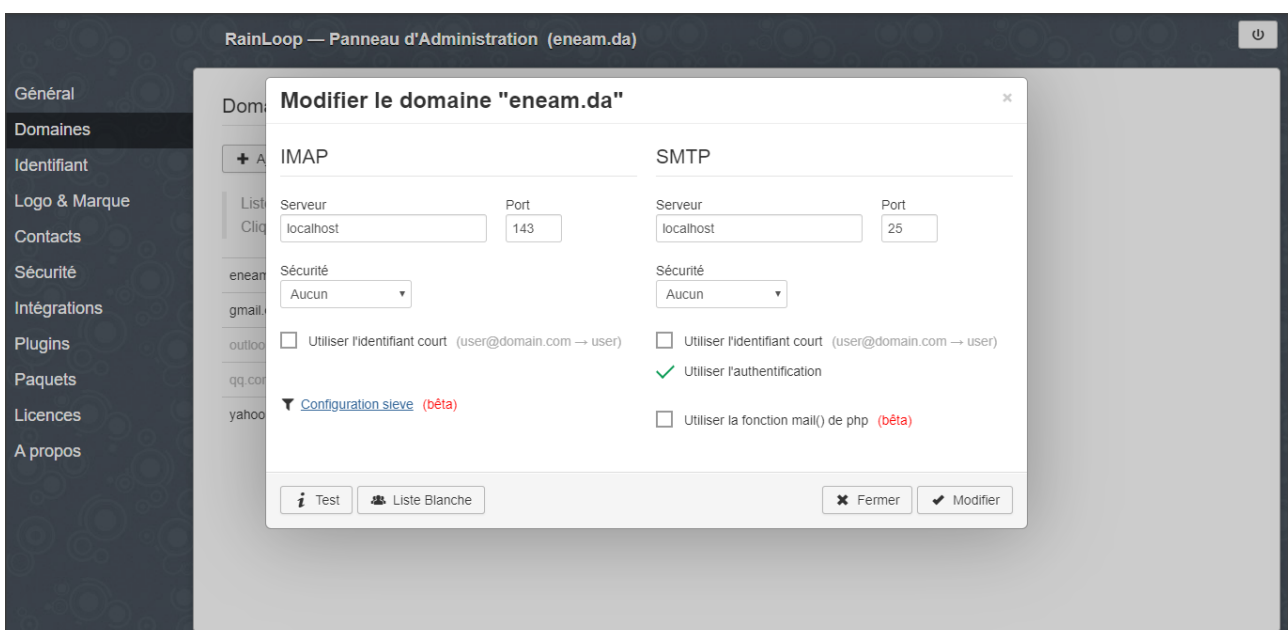 RainLoop — Panneau d'Administration (eneam.da)
Général
Domaines
Identifiant
Logo & Marque
Contacts
Sécurité
Intégrations
Plugins
Paquets
Licences
A propos
Modifier le domaine "eneam.da"
×
IMAP
Serveur Port
localhost 143
Sécurité
Aucun
Utiliser l'identifiant court (user@domain.com → user)
Configuration sieve (bêta)
SMTP
Serveur Port
localhost 25
Sécurité
Aucun
Utiliser l'identifiant court (user@domain.com → user)
Utiliser l'authentification
Utiliser la fonction mail() de php (bêta)
Test Liste Blanche Fermer Modifier